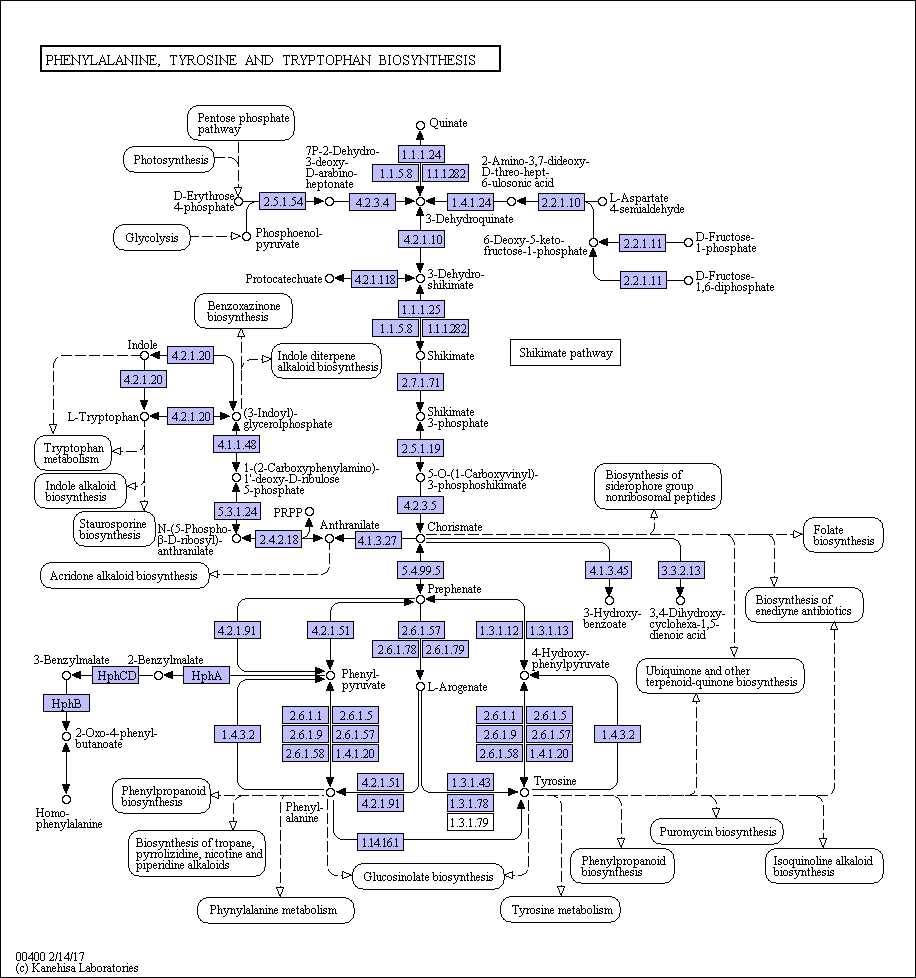 PHENYLALANINE, TYROSINE AND TRYPTOPHAN BIOSYNTHESIS
Pentose phosphate
pathway
Quinate
Photosynthesis
7P-2-Dehydro-
3-deoxy-
D-arabino-
heptonate
1.1.1.24
1.1.5.8
1.1.1.282
2-Amino-3,7-dideoxy-
D-threo-hept-
6-ulosonic acid
D-Erythrose
4-phosphate
2.5.1.54
4.2.3.4
1.4.1.24
2.2.1.10
L-Aspartate
4-semialdehyde
3-Dehydroquinate
Glycolysis
Phosphoenol-
pyruvate
4.2.1.10
6-Deoxy-5-keto-
fructose-1-phosphate
2.2.1.11
D-Fructose-
1-phosphate
Protocatechuate
4.2.1.118
3-Dehydro-
shikimate
2.2.1.11
D-Fructose-
1,6-diphosphate
Benzoxazinone
biosynthesis
1.1.1.25
1.1.5.8
1.1.1.282
Indole
4.2.1.20
Indole diterpene
alkaloid biosynthesis
Shikimate
Shikimate pathway
4.2.1.20
2.7.1.71
L-Tryptophan
4.2.1.20
(3-Indoyl)-
glycerolphosphate
Shikimate
3-phosphate
Tryptophan
metabolism
4.1.1.48
2.5.1.19
Indole alkaloid
biosynthesis
1-(2-Carboxyphenylamino)-
1'-deoxy-D-ribulose
5-phosphate
5-O-(1-Carboxyvinyl)-
3-phosphoshikimate
Biosynthesis of
siderophore group
nonribosomal peptides
Staurosporine
biosynthesis
5.3.1.24
PRPP
4.2.3.5
N-(5-Phospho-
β-D-ribosyl)-
anthranilate
2.4.2.18
Anthranilate
4.1.3.27
Chorismate
Folate
biosynthesis
Acridone alkaloid biosynthesis
5.4.99.5
4.1.3.45
3.3.2.13
Prephenate
3-Hydroxy-
benzoate
3,4-Dihydroxy-
cyclohexa-1,5-
dienoic acid
Biosynthesis of
enediyne antibiotics
4.2.1.91
4.2.1.51
2.6.1.57
2.6.1.78
2.6.1.79
1.3.1.12
1.3.1.13
3-Benzylmalate
2-Benzylmalate
HphCD
HphA
Phenyl-
pyruvate
4-Hydroxy-
phenylpyruvate
Ubiquinone and other
terpenoid-quinone biosynthesis
L-Arogenate
HphB
2-Oxo-4-phenyl-
butanoate
1.4.3.2
2.6.1.1
2.6.1.5
2.6.1.9
2.6.1.57
2.6.1.58
1.4.1.20
2.6.1.1
2.6.1.5
2.6.1.9
2.6.1.57
2.6.1.58
1.4.1.20
1.4.3.2
Homo-
phenylalanine
Phenylpropanoid
biosynthesis
Phenyl-
alanine
4.2.1.51
4.2.1.91
1.3.1.43
1.3.1.78
1.3.1.79
Tyrosine
1.14.16.1
Biosynthesis of tropane,
pyrrolizidine, nicotine and
piperidine alkaloids
Puromycin biosynthesis
Glucosinolate biosynthesis
Phenylpropanoid
biosynthesis
Isoquinoline alkaloid
biosynthesis
Phynylalanine metabolism
Tyrosine metabolism
00400 2/14/17
(c) Kanehisa Laboratories